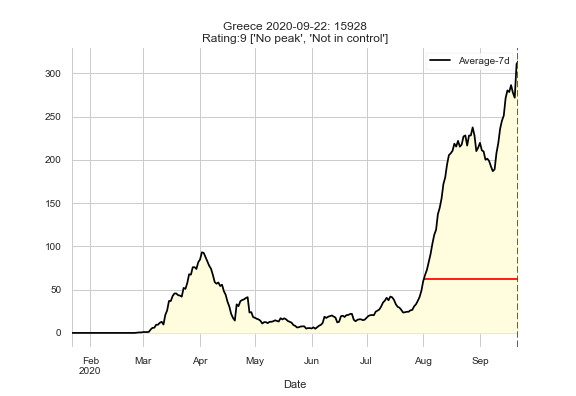 Greece 2020-09-22: 15928
Rating:9 ['No peak', 'Not in control']
Average-7d
300
250
200
150
100
50
0
Feb Mar Apr May Jun Jul Aug Sep
2020
Date